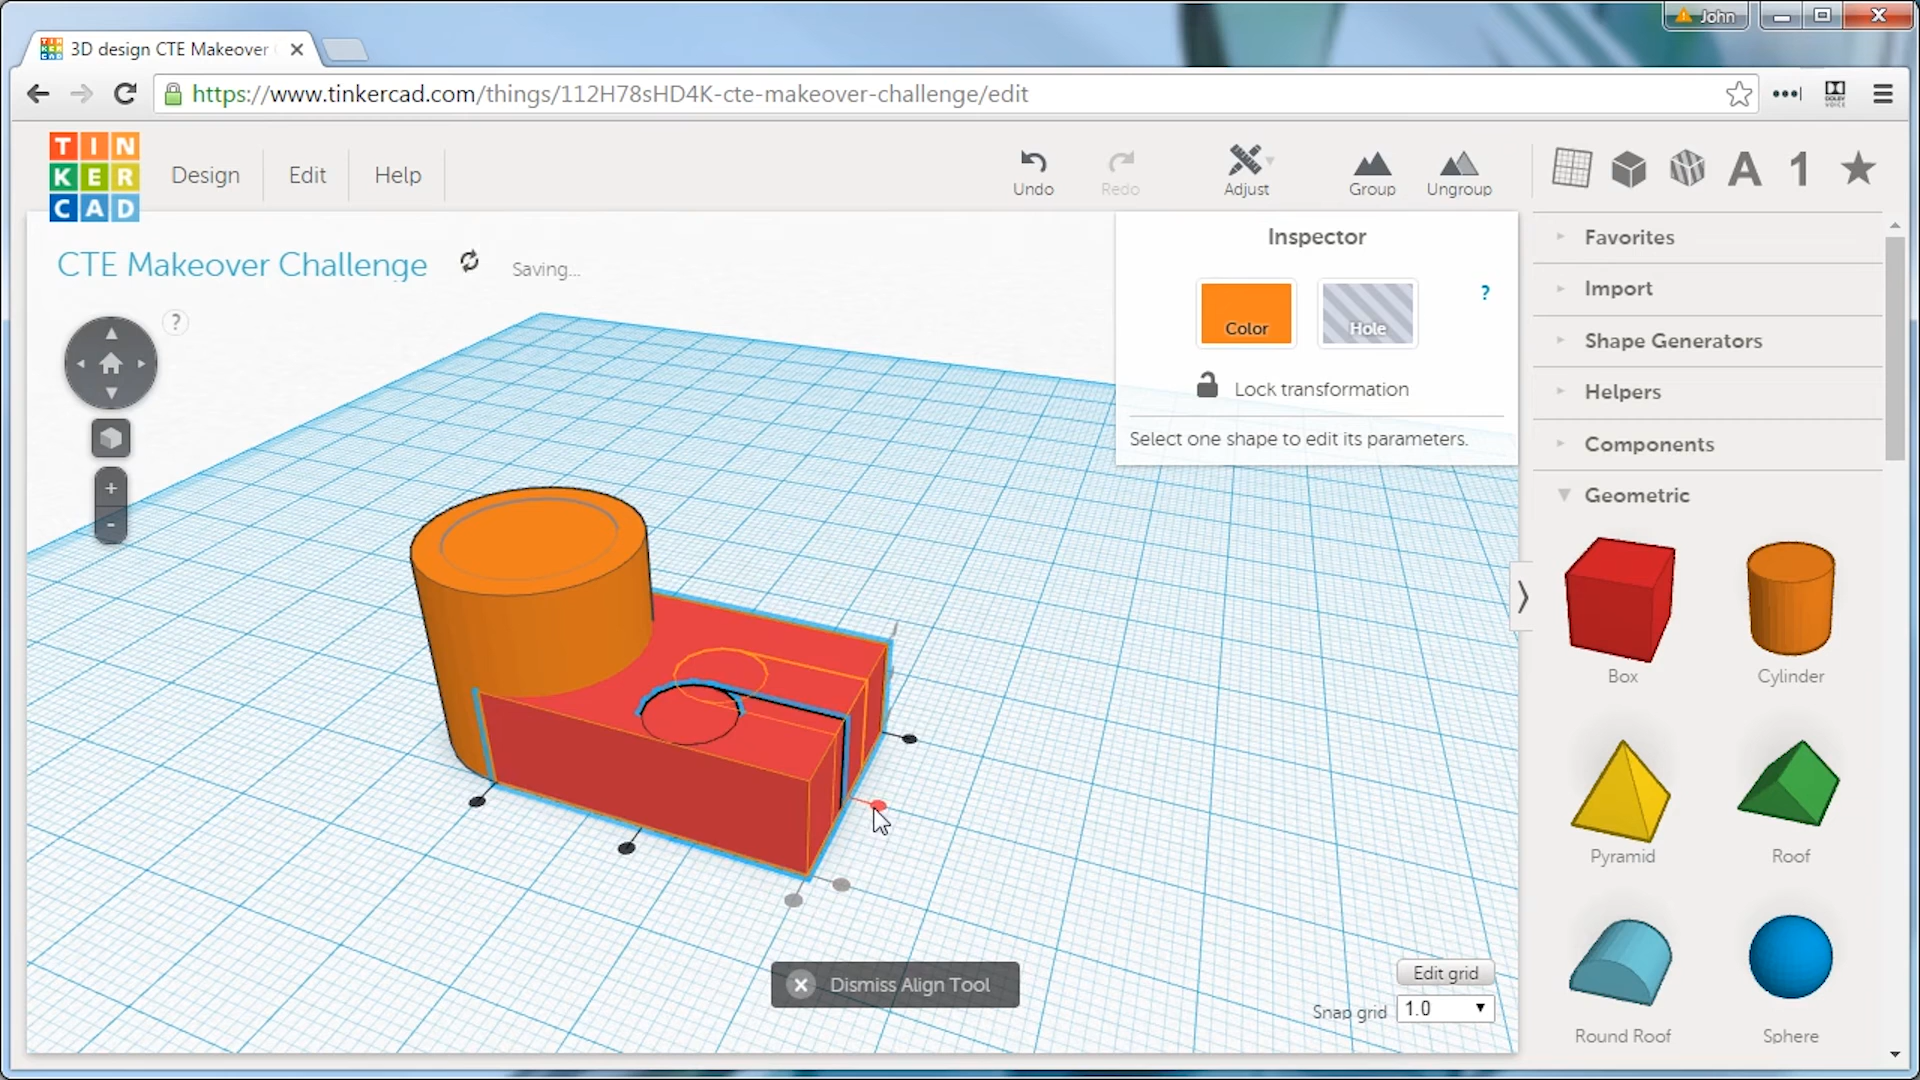 John
3D design CTE Makeover
https://www.tinkercad.com/things/112H78sHD4K-cte-makeover-challenge/edit
DOLBY
VOICE
TIN
KER
CAD
Design
Edit
Help
Undo
Redo
Adjust
Group
Ungroup
A
1
CTE Makeover Challenge
Saving...
?
+
-
Inspector
Color
Hole
?
Lock transformation
Select one shape to edit its parameters.
Favorites
Import
Shape Generators
Helpers
Components
Geometric
Box
Cylinder
Pyramid
Roof
Round Roof
Sphere
Dismiss Align Tool
Edit grid
Snap grid 1.0